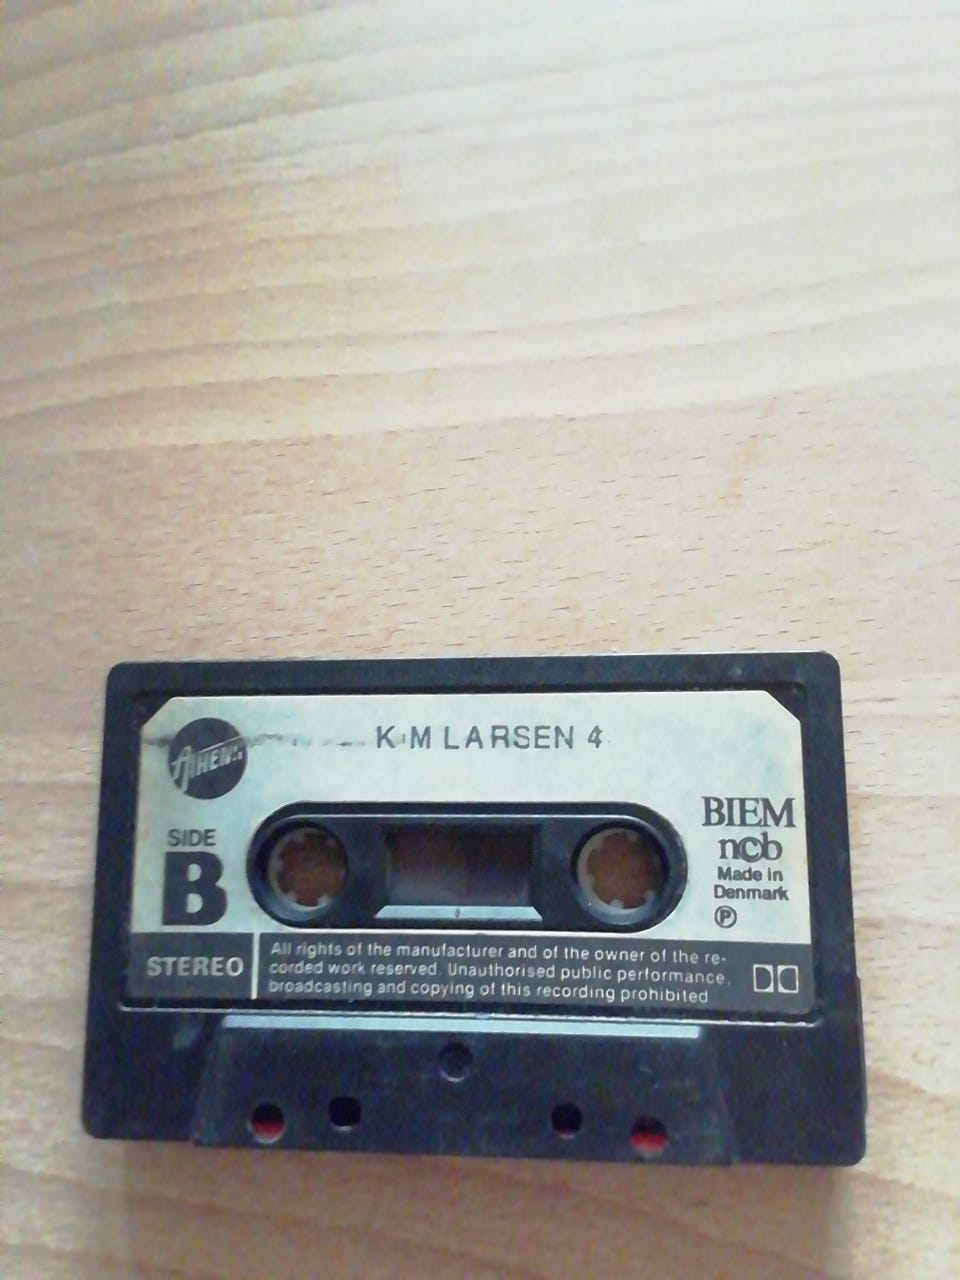 KIM LARSEN 4
ATHENA
SIDE
B
BIEM
ncb
Made in
Denmark
P
STEREO
All rights of the manufacturer and of the owner of the re-
corded work reserved. Unauthorised public performance,
broadcasting and copying of this recording prohibited